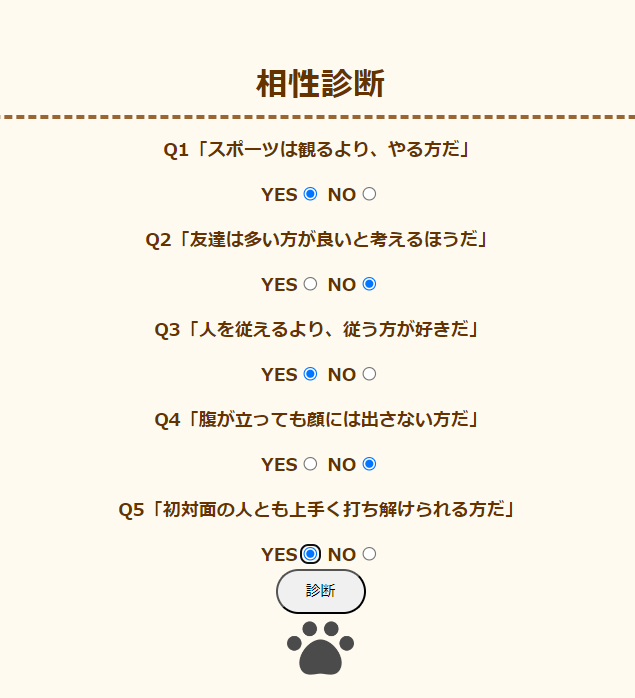 相性診断
Q1「スポーツは観るより、やる方だ」
YES NO
Q2「友達は多い方が良いと考えるほうだ」
YES NO
Q3「人を従えるより、従う方が好きだ」
YES NO
Q4「腹が立っても顔には出さない方だ」
YES NO
Q5「初対面の人とも上手く打ち解けられる方だ」
YES NO
診断